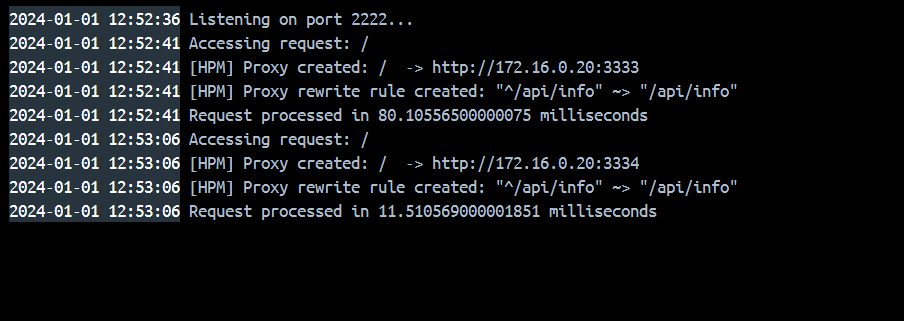 2024-01-01 12:52:36 Listening on port 2222...
2024-01-01 12:52:41 Accessing request: /
2024-01-01 12:52:41 [HPM] Proxy created: /  -> http://172.16.0.20:3333
2024-01-01 12:52:41 [HPM] Proxy rewrite rule created: "^/api/info" ~> "/api/info"
2024-01-01 12:52:41 Request processed in 80.10556500000075 milliseconds
2024-01-01 12:53:06 Accessing request: /
2024-01-01 12:53:06 [HPM] Proxy created: /  -> http://172.16.0.20:3334
2024-01-01 12:53:06 [HPM] Proxy rewrite rule created: "^/api/info" ~> "/api/info"
2024-01-01 12:53:06 Request processed in 11.510569000001851 milliseconds